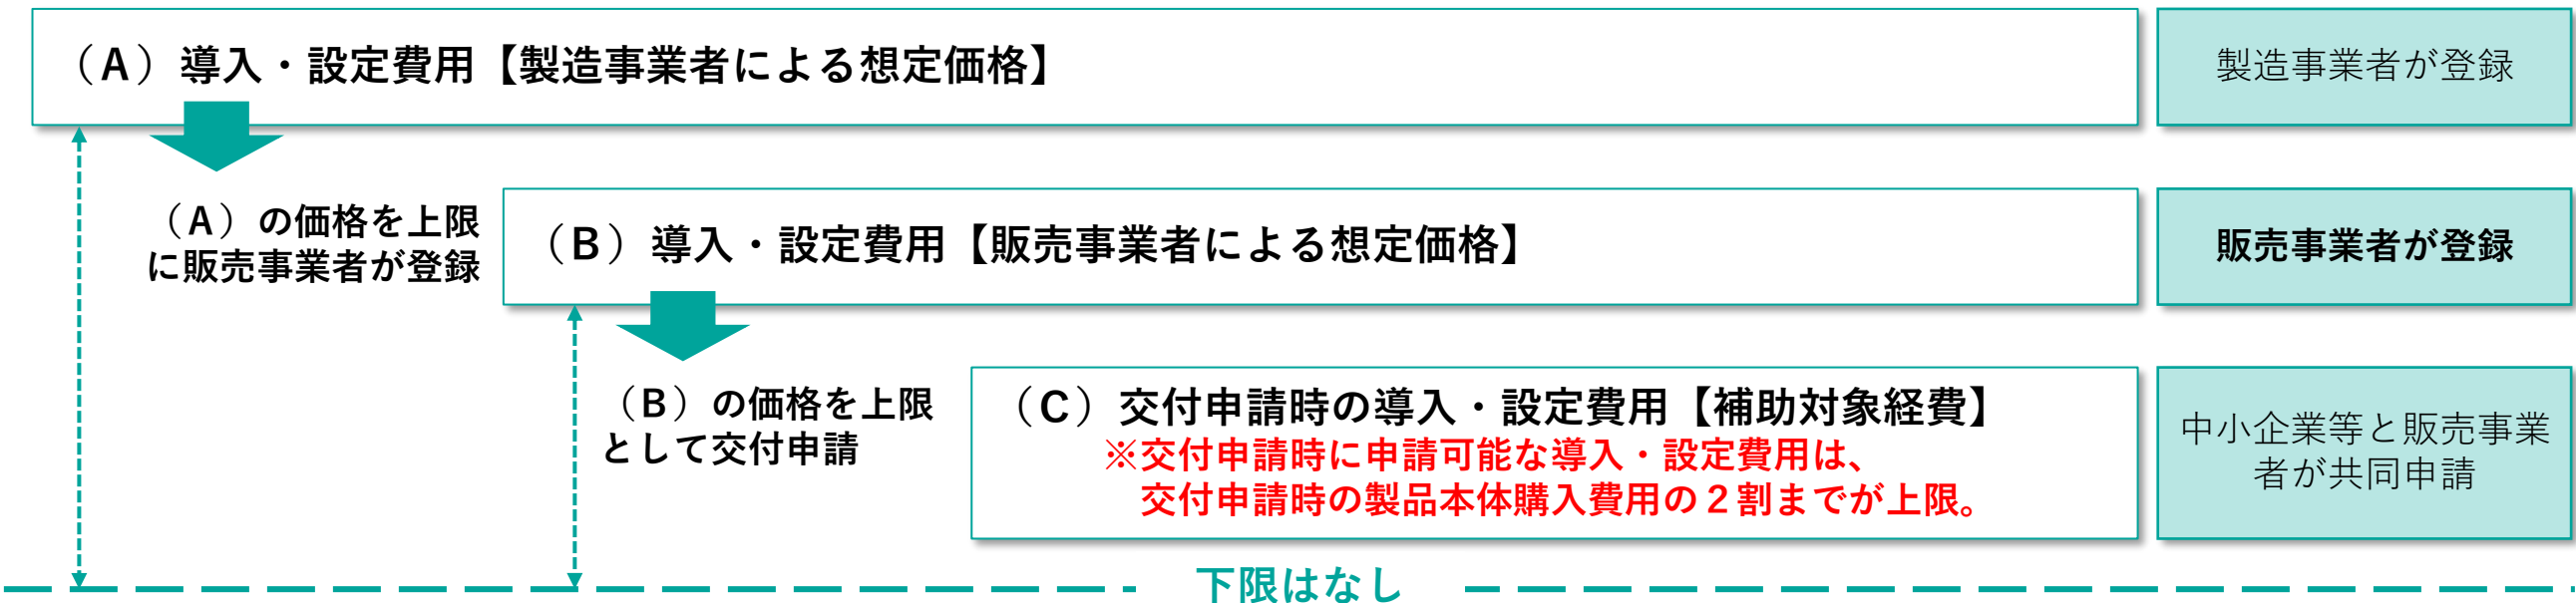 （A）導入・設定費用【製造事業者による想定価格】
製造事業者が登録
（A）の価格を上限
に販売事業者が登録
（B）導入・設定費用【販売事業者による想定価格】
販売事業者が登録
（B）の価格を上限
として交付申請
（C）交付申請時の導入・設定費用【補助対象経費】
※交付申請時に申請可能な導入・設定費用は、
交付申請時の製品本体購入費用の２割までが上限。
中小企業等と販売事業
者が共同申請
下限はなし